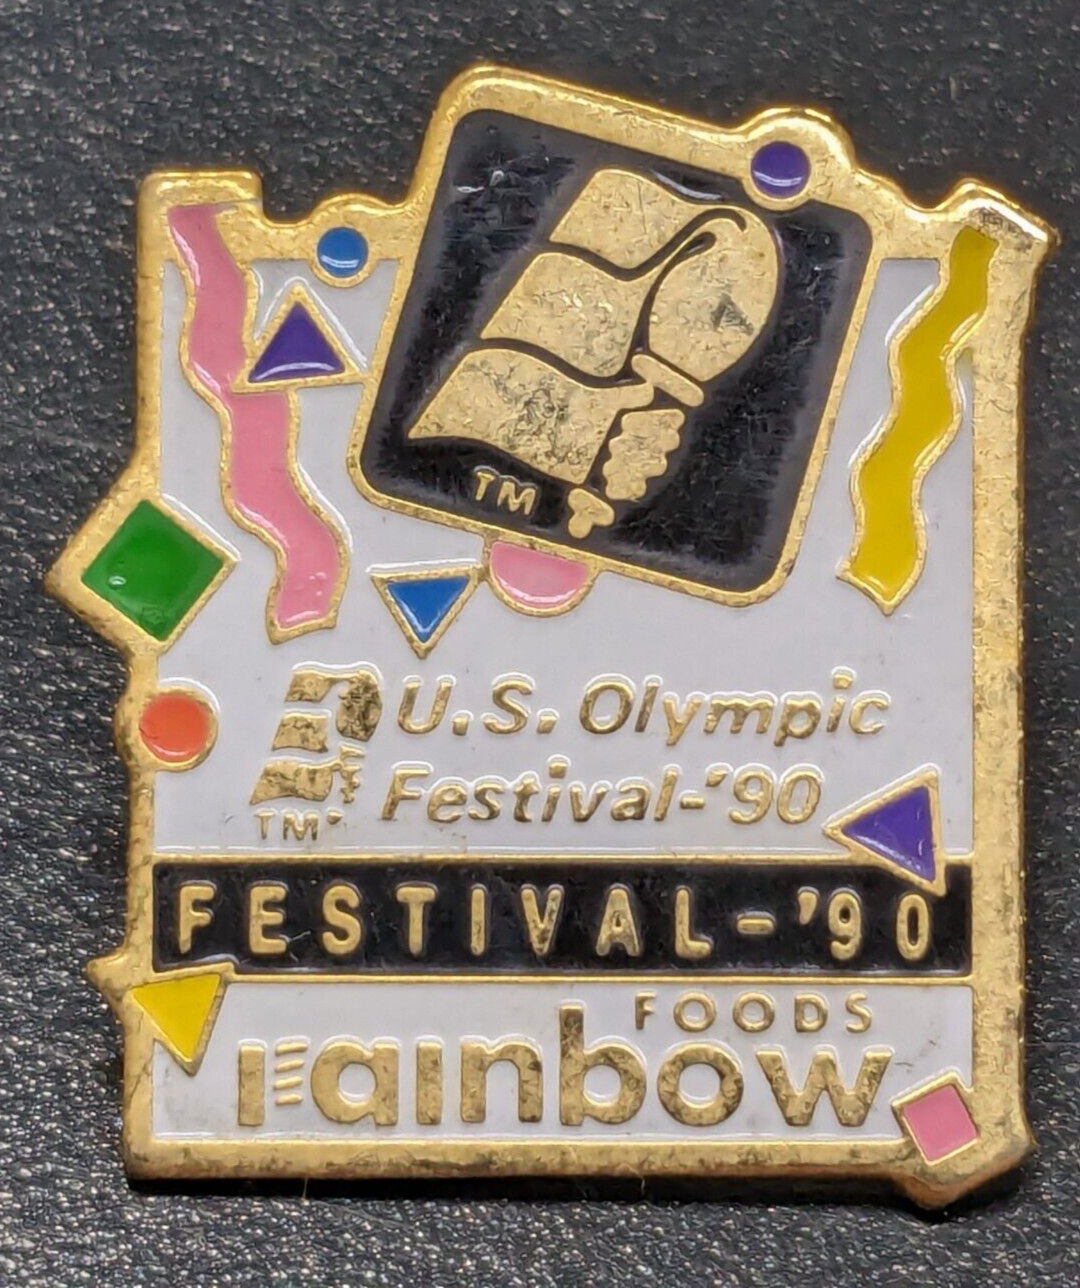 TM
U.S. Olympic
Festival-'90
TM
FESTIVAL-'90
FOODS
rainbow